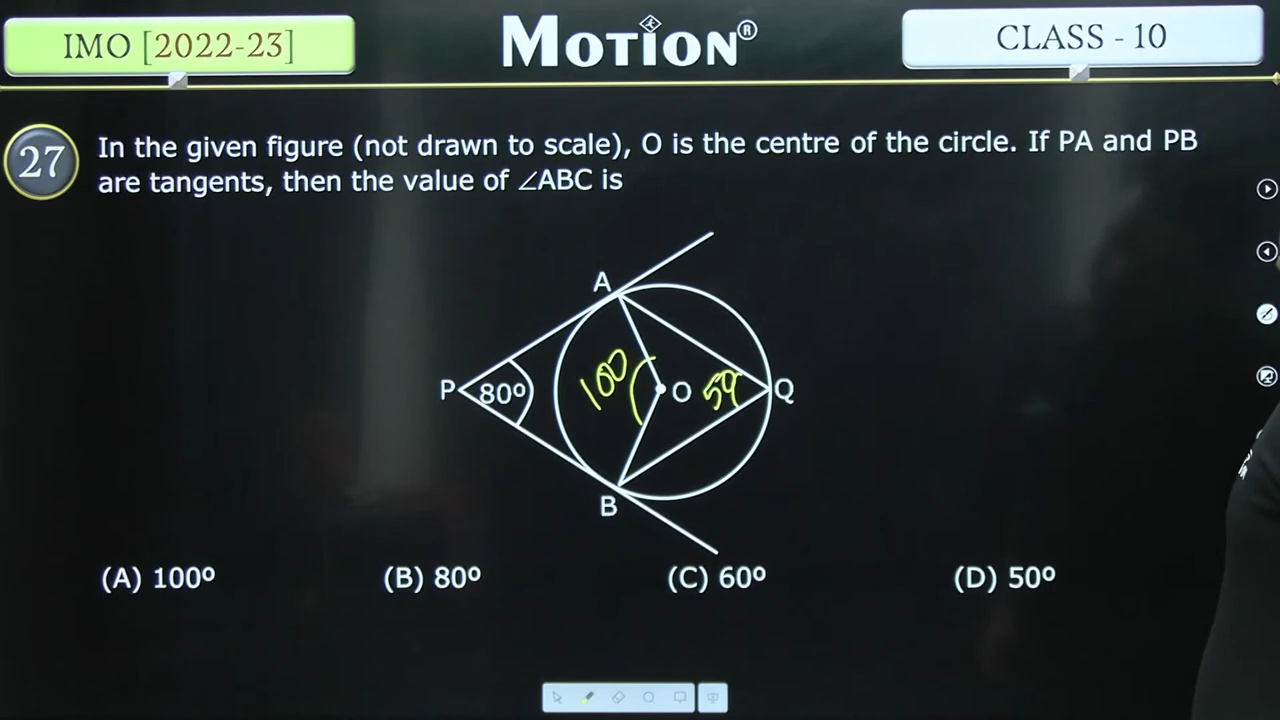 IMO [2022-23]
MOTION®
CLASS - 10
27
In the given figure (not drawn to scale), O is the centre of the circle. If PA and PB
are tangents, then the value of ∠ABC is
A
P
80º
100
O
50
Q
B
(A) 100º
(B) 80º
(C) 60º
(D) 50º